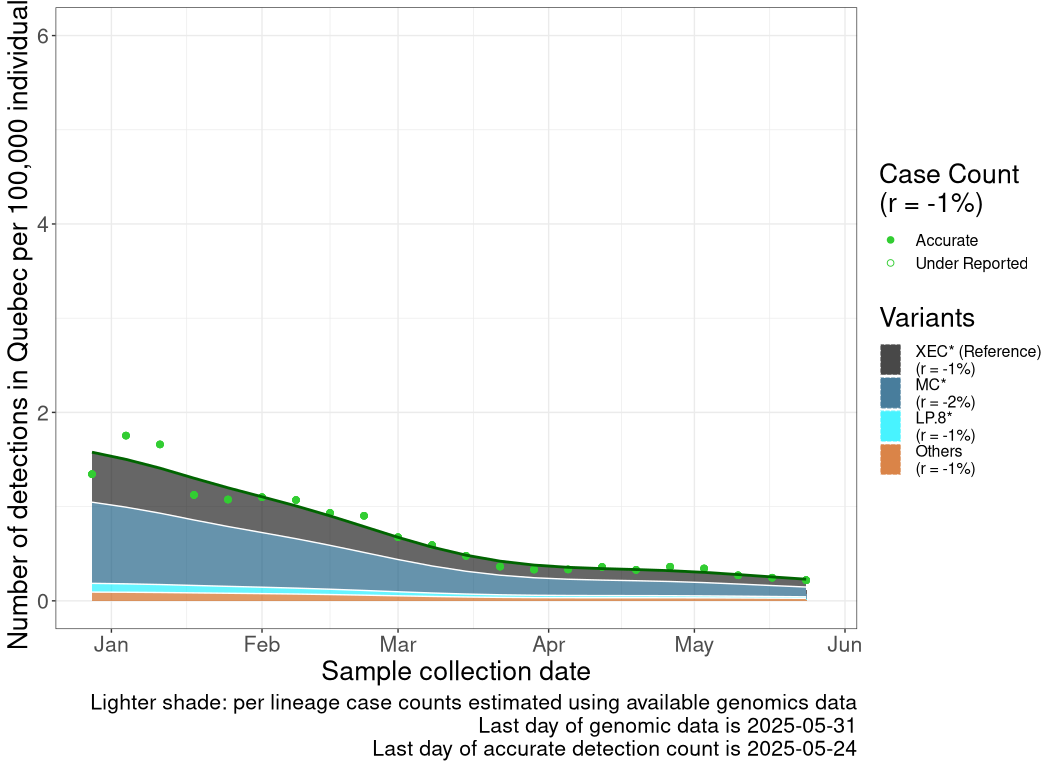 Number of detections in Quebec per 100,000 individual
6
4
2
0
Jan Feb Mar Apr May Jun
Sample collection date
Lighter shade: per lineage case counts estimated using available genomics data
Last day of genomic data is 2025-05-31
Last day of accurate detection count is 2025-05-24
Case Count
(r = -1%)
Accurate
Under Reported
Variants
XEC* (Reference)
(r = -1%)
MC*
(r = -2%)
LP.8*
(r = -1%)
Others
(r = -1%)